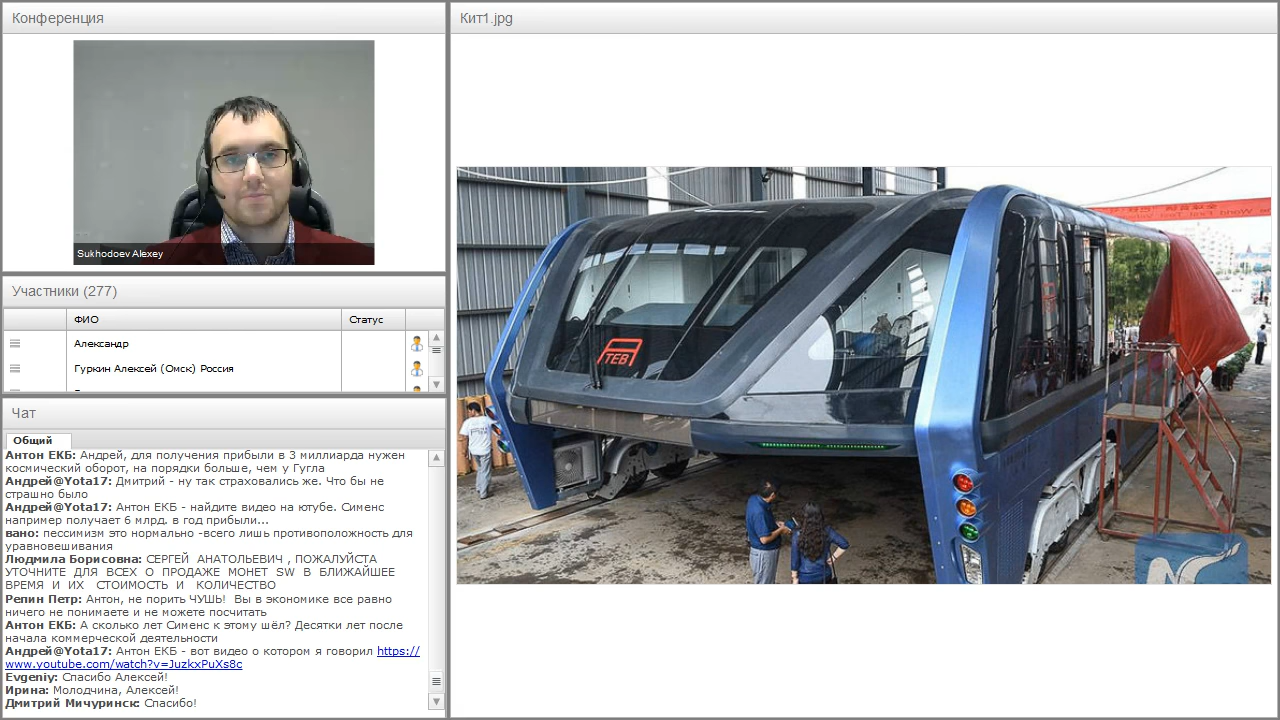 Конференция
Sukhodoev Alexey
Участники (277)
ФИО
Статус
Александр
Гуркин Алексей (Омск) Россия
Чат
Общий
Антон ЕКБ: Андрей, для получения прибыли в 3 миллиарда нужен
космический оборот, на порядки больше, чем у Гугла
Андрей@Yota17: Дмитрий - ну так страховались же. Что бы не
страшно было
Андрей@Yota17: Антон ЕКБ - найдите видео на ютубе. Сименс
например получает 6 млрд. в год прибыли...
вано: пессимизм это нормально -всего лишь противоположность для
уравновешивания
Людмила Борисовна: СЕРГЕЙ АНАТОЛЬЕВИЧ , ПОЖАЛУЙСТА
УТОЧНИТЕ ДЛЯ ВСЕХ О ПРОДАЖЕ МОНЕТ SW В БЛИЖАЙШЕЕ
ВРЕМЯ И ИХ СТОИМОСТЬ И КОЛИЧЕСТВО
Репин Петр: Антон, не порить ЧУШЬ! Вы в экономике все равно
ничего не понимаете и не можете посчитать
Антон ЕКБ: А сколько лет Сименс к этому шёл? Десятки лет после
начала коммерческой деятельности
Андрей@Yota17: Антон ЕКБ - вот видео о котором я говорил https://
www.youtube.com/watch?v=JuzkxPuXs8c
Evgeniy: Спасибо Алексей!
Ирина: Молодчина, Алексей!
Дмитрий Мичуринск: Спасибо!
Кит1.jpg
TEB